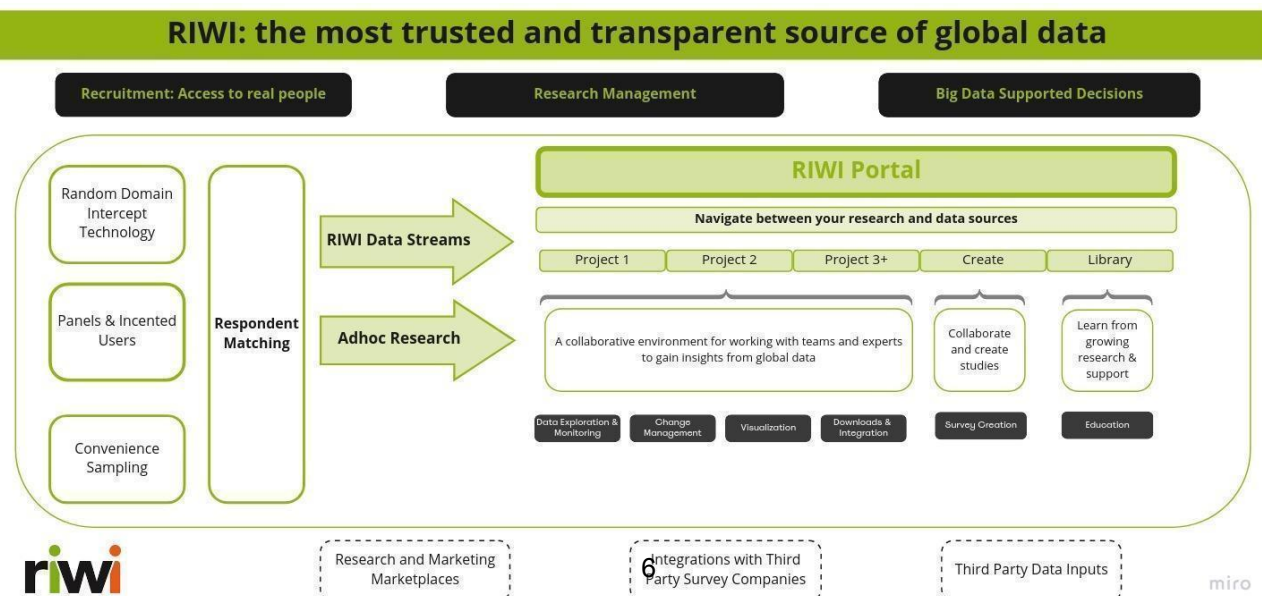 RIWI: the most trusted and transparent source of global data
Recruitment: Access to real people
Research Management
Big Data Supported Decisions
Random Domain
Intercept
Technology
Panels & Incented
Users
Convenience
Sampling
Respondent
Matching
RIWI Data Streams
Adhoc Research
RIWI Portal
Navigate between your research and data sources
Project 1
Project 2
Project 3+
Create
Library
A collaborative environment for working with teams and experts
to gain insights from global data
Collaborate
and create
studies
Learn from
growing
research &
support
Data Exploration &
Monitoring
Change
Management
Visualization
Downloads &
Integration
Survey Creation
Education
riwi
Research and Marketing
Marketplaces
6
Integrations with Third
Party Survey Companies
Third Party Data Inputs
miro